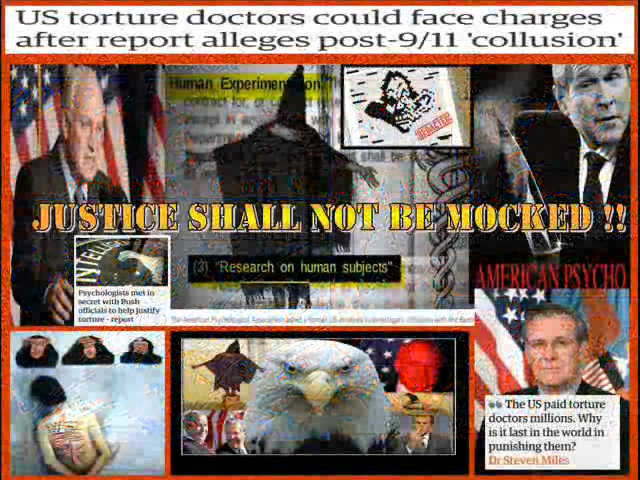 US torture doctors could face charges
after report alleges post-9/11 'collusion'
Human Experimen
JUSTICE SHALL NOT BE MOCKED !!
(3) "Research on human subjects"
Psychologists met in
secret with Bush
officials to help justify
torture - report
AMERICAN PSYCHO
The US paid torture
doctors millions. Why
is it last in the world in
punishing them?
Dr Steven Miles